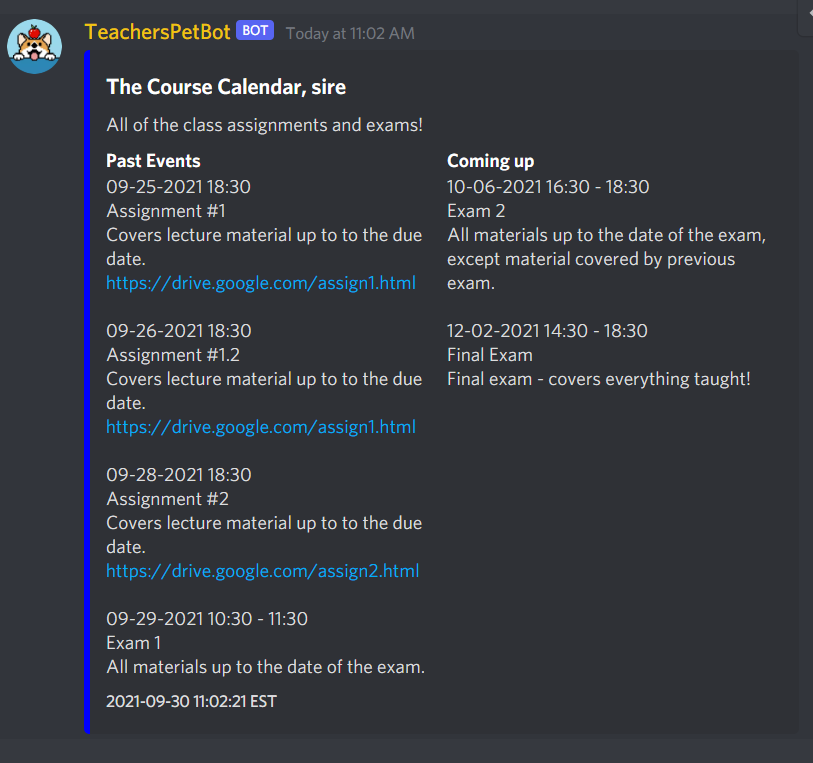 TeachersPetBot BOT Today at 11:02 AM
The Course Calendar, sire
All of the class assignments and exams!
Past Events
09-25-2021 18:30
Assignment #1
Covers lecture material up to to the due
date.
https://drive.google.com/assign1.html
09-26-2021 18:30
Assignment #1.2
Covers lecture material up to to the due
date.
https://drive.google.com/assign1.html
09-28-2021 18:30
Assignment #2
Covers lecture material up to to the due
date.
https://drive.google.com/assign2.html
09-29-2021 10:30 - 11:30
Exam 1
All materials up to the date of the exam.
Coming up
10-06-2021 16:30 - 18:30
Exam 2
All materials up to the date of the exam,
except material covered by previous
exam.
12-02-2021 14:30 - 18:30
Final Exam
Final exam - covers everything taught!
2021-09-30 11:02:21 EST